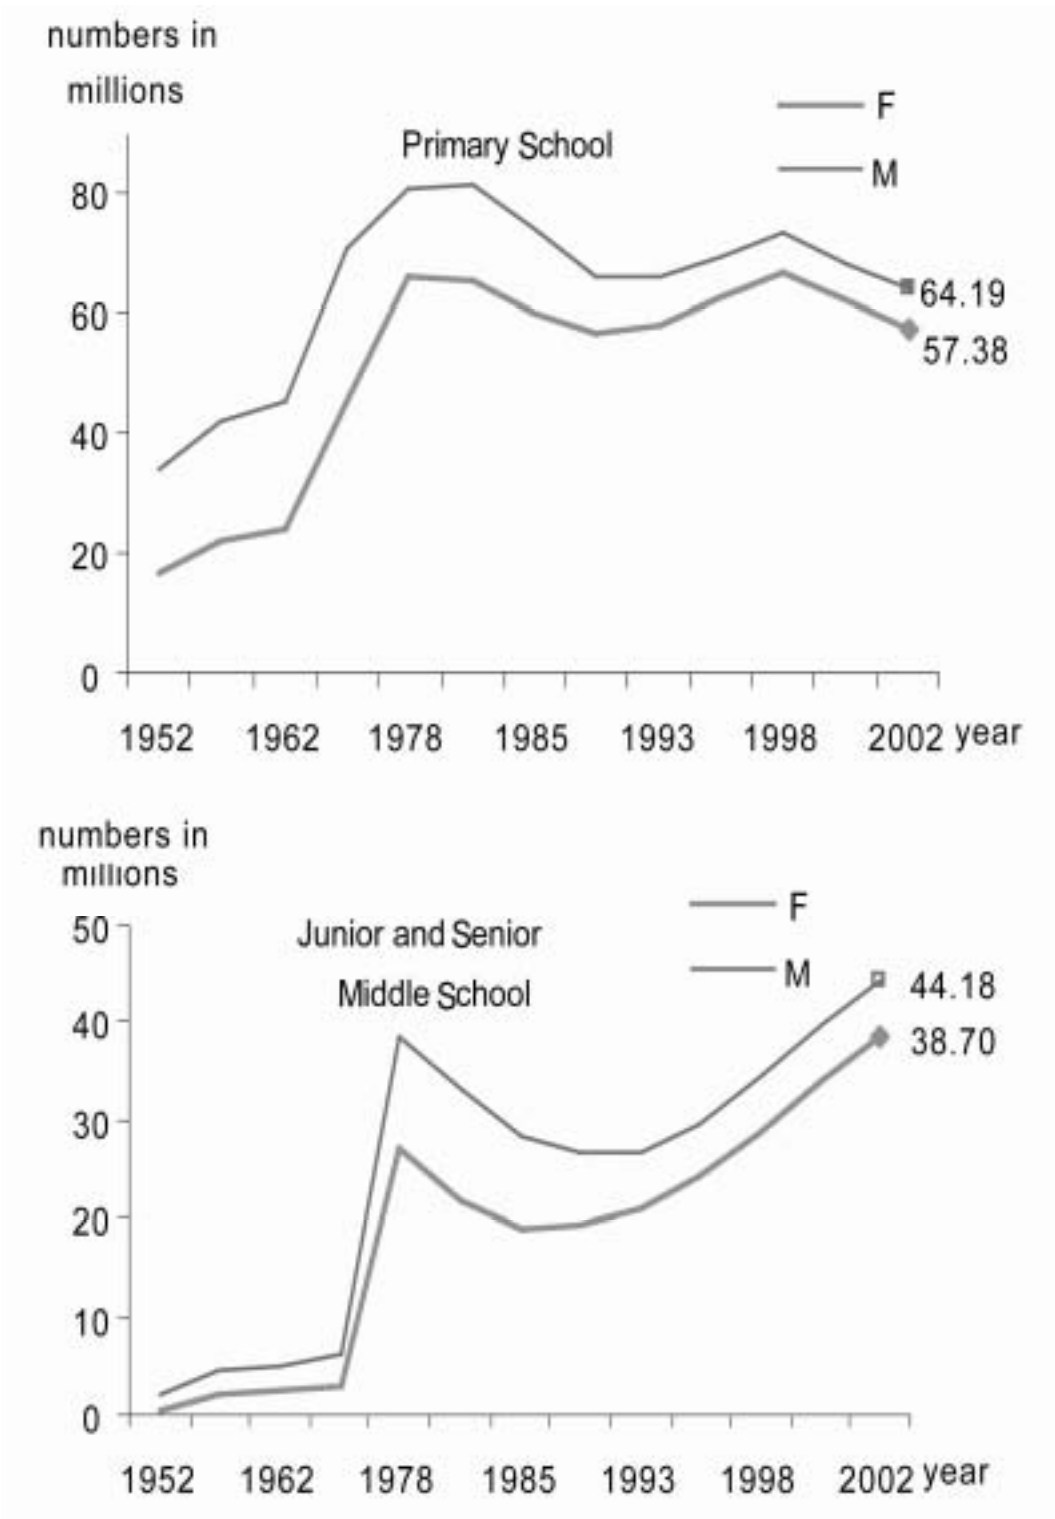 numbers in
millions
F
Primary School
M
80
64.19
60
57.38
40
20
0
1952 1962 1978 1985 1993 1998 2002 year
numbers in
millions
F
50
Junior and Senior
M
44.18
Middle School
40
38.70
30
20
10
0
1952 1962 1978 1985 1993 1998 2002 year